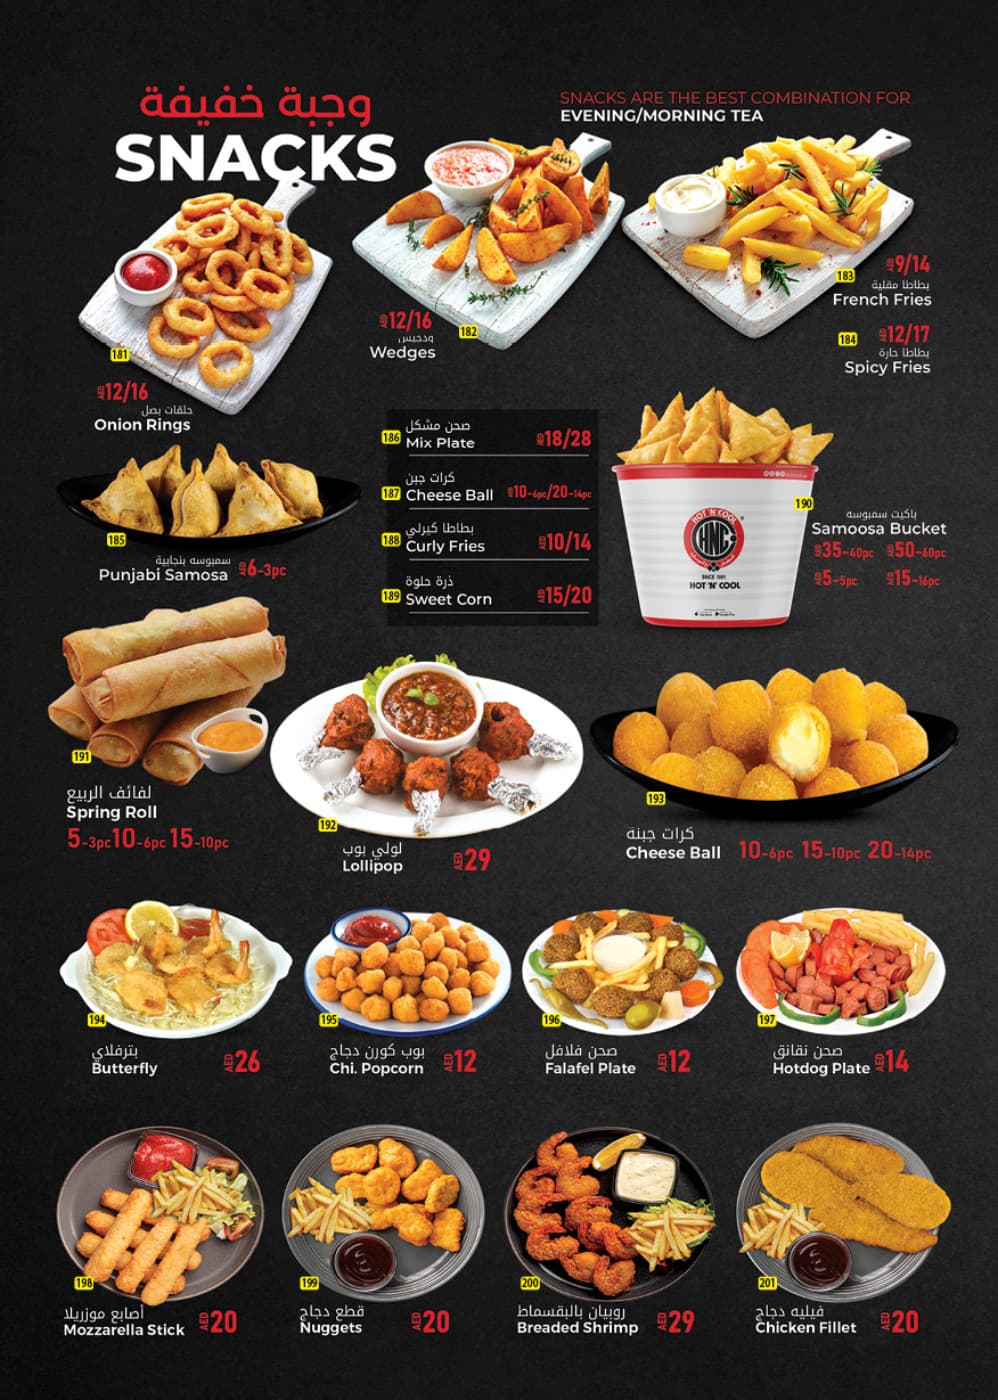 وجبة خفيفة
SNACKS
SNACKS ARE THE BEST COMBINATION FOR
EVENING/MORNING TEA
181
AED 12/16
حلقات بصل
Onion Rings
182
AED 12/16
ودجيس
Wedges
183
AED 9/14
بطاطا مقلية
French Fries
184
AED 12/17
بطاطا حارة
Spicy Fries
185
سمبوسه بنجابية
Punjabi Samosa AED 6-3pc
186
صحن مشكل
Mix Plate AED 18/28
187
كرات جبن
Cheese Ball AED 10-6pc/20-14pc
188
بطاطا كيرلي
Curly Fries AED 10/14
189
ذرة حلوة
Sweet Corn AED 15/20
HOT 'N' COOL
HNC
SINCE 1981
HOT 'N' COOL
190
باكيت سمبوسه
Samoosa Bucket
AED 35-40pc AED 50-60pc
AED 5-5pc AED 15-16pc
191
لفائف الربيع
Spring Roll
5-3pc 10-6pc 15-10pc
192
لولي بوب
Lollipop
AED 29
193
كرات جبنة
Cheese Ball 10-6pc 15-10pc 20-14pc
194
بترفلاي
Butterfly
AED 26
195
بوب كورن دجاج
Chi. Popcorn
AED 12
196
صحن فلافل
Falafel Plate
AED 12
197
صحن نقانق
Hotdog Plate
AED 14
198
أصابع موزريلا
Mozzarella Stick
AED 20
199
قطع دجاج
Nuggets
AED 20
200
روبيان بالبقسماط
Breaded Shrimp
AED 29
201
فيليه دجاج
Chicken Fillet
AED 20